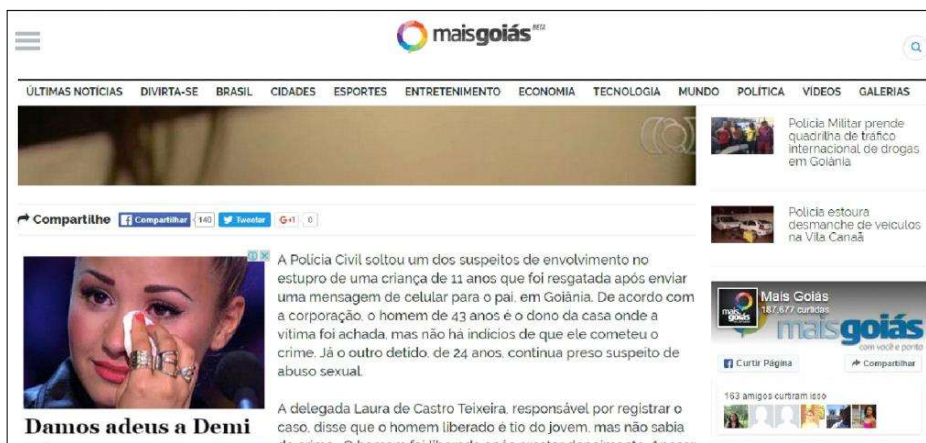 maisgoiás BETA
ÚLTIMAS NOTÍCIAS DIVIRTA-SE BRASIL CIDADES ESPORTES ENTRETENIMENTO ECONOMIA TECNOLOGIA MUNDO POLÍTICA VÍDEOS GALERIAS
Polícia Militar prende
quadrilha de tráfico
internacional de drogas
em Goiânia
Polícia estoura
desmanche de veículos
na Vila Canaã
Compartilhe Compartilhar 140 Tweetar G+1 0
A Polícia Civil soltou um dos suspeitos de envolvimento no
estupro de uma criança de 11 anos que foi resgatada após enviar
uma mensagem de celular para o pai, em Goiânia. De acordo com
a corporação, o homem de 43 anos é o dono da casa onde a
vítima foi achada, mas não há indícios de que ele cometeu o
crime. Já o outro detido, de 24 anos, continua preso suspeito de
abuso sexual.
A delegada Laura de Castro Teixeira, responsável por registrar o
caso, disse que o homem liberado é tio do jovem, mas não sabia
Damos adeus a Demi
Mais Goiás
187.677 curtidas
maisgoiás
com você e ponto
Curtir Página Compartilhar
163 amigos curtiram isso